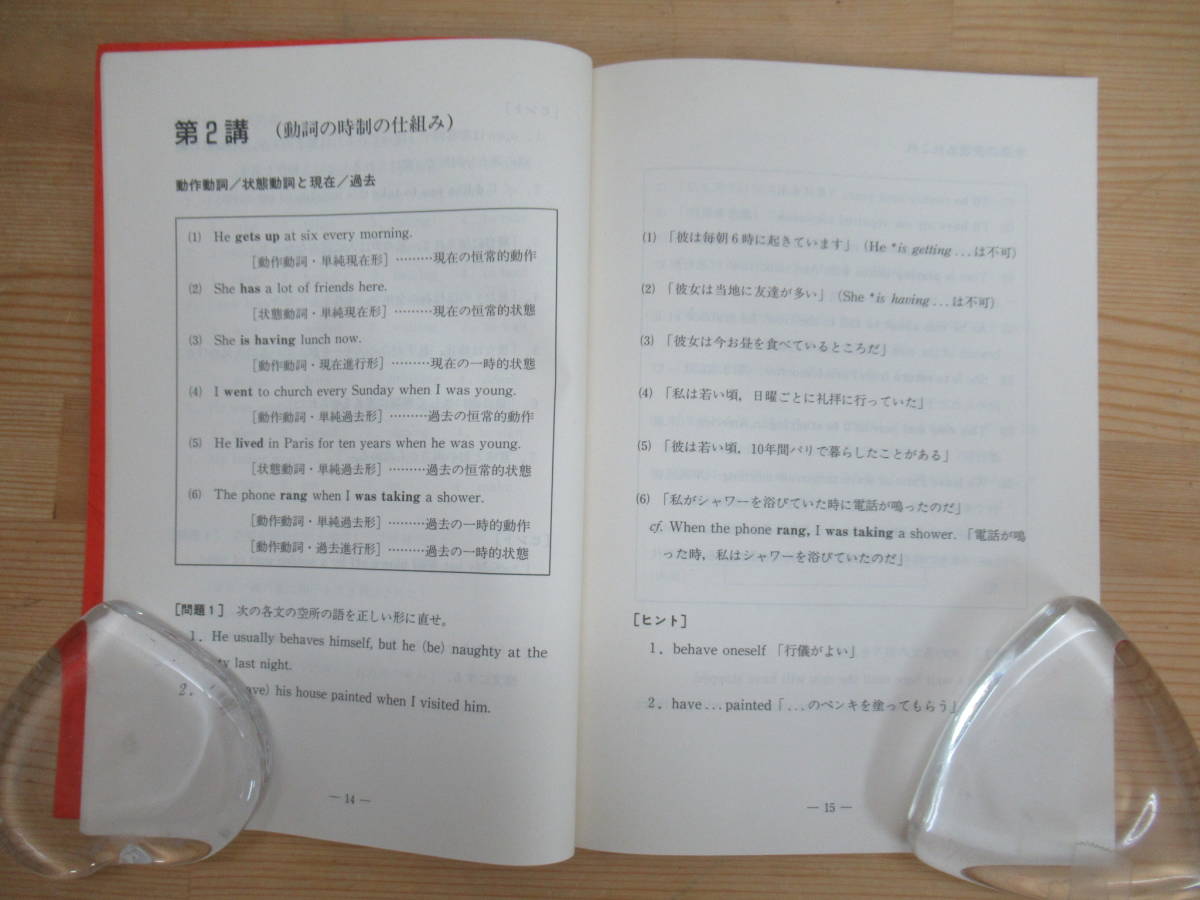 第2講 (動詞の時制の仕組み)
動作動詞/状態動詞と現在/過去
(1) He gets up at six every morning.
[動作動詞・単純現在形] ………現在の恒常的動作
(2) She has a lot of friends here.
[状態動詞・単純現在形] ………現在の恒常的状態
(3) She is having lunch now.
[動作動詞・現在進行形] ………現在の一時的状態
(4) I went to church every Sunday when I was young.
[動作動詞・単純過去形] ………過去の恒常的動作
(5) He lived in Paris for ten years when he was young.
[状態動詞・単純過去形] ………過去の恒常的状態
(6) The phone rang when I was taking a shower.
[動作動詞・単純過去形] ………過去の一時的動作
[動作動詞・過去進行形] ………過去の一時的状態
[問題1] 次の各文の空所の語を正しい形に直せ。
1. He usually behaves himself, but he (be) naughty at the
last night.
2. his house painted when I visited him.
— 14 —
(1) 「彼は毎朝6時に起きています」(He *is getting...は不可)
(2) 「彼女は当地に友達が多い」(She *is having...は不可)
(3) 「彼女は今お昼を食べているところだ」
(4) 「私は若い頃，日曜ごとに礼拝に行っていた」
(5) 「彼は若い頃，10年間パリで暮らしたことがある」
(6) 「私がシャワーを浴びていた時に電話が鳴ったのだ」
cf. When the phone rang, I was taking a shower. 「電話が鳴
った時，私はシャワーを浴びていたのだ」
[ヒント]
1. behave oneself 「行儀がよい」
2. have...painted「...のペンキを塗ってもらう」
— 15 —